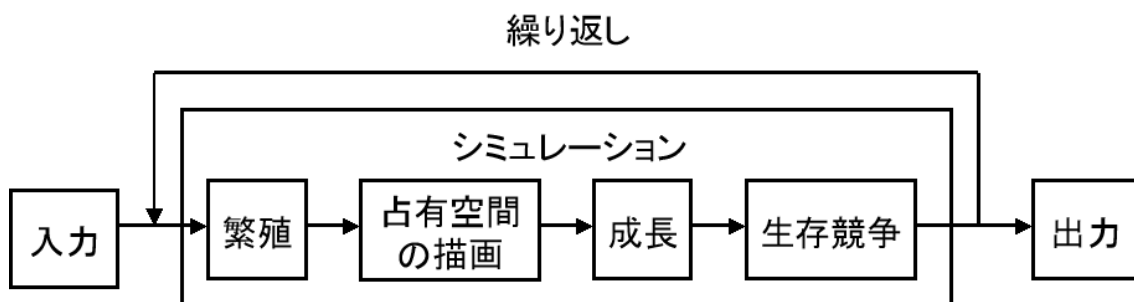 繰り返し
シミュレーション
入力
繁殖
占有空間
の描画
成長
生存競争
出力